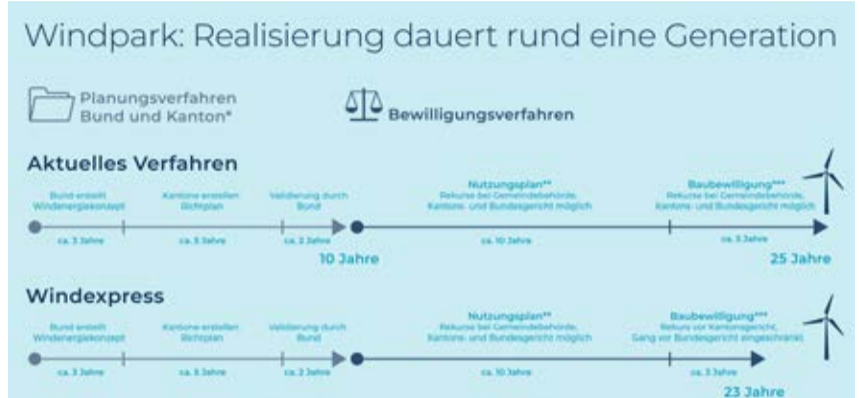 Windpark: Realisierung dauert rund eine Generation
Planungsverfahren
Bund und Kanton*
Bewilligungsverfahren
Aktuelles Verfahren
Bund erstellt
Windenergiekonzept
Kantone erstellen
Richtplan
Validierung durch
Bund
Nutzungsplan**
Rekurse bei Gemeindebehörde,
Kantons- und Bundesgericht möglich
Baubewilligung***
Rekurse bei Gemeindebehörde,
Kantons- und Bundesgericht möglich
ca. 3 Jahre
ca. 5 Jahre
ca. 2 Jahre
ca. 10 Jahre
10 Jahre
25 Jahre
Windexpress
Bund erstellt
Windenergiekonzept
Kantone erstellen
Richtplan
Validierung durch
Bund
Nutzungsplan**
Rekurse bei Gemeindebehörde,
Kantons- und Bundesgericht möglich
Baubewilligung***
Rekurs vor Kantonsgericht,
Gang vor Bundesgericht eingeschränkt
ca. 3 Jahre
ca. 5 Jahre
ca. 2 Jahre
ca. 10 Jahre
ca. 3 Jahre
23 Jahre